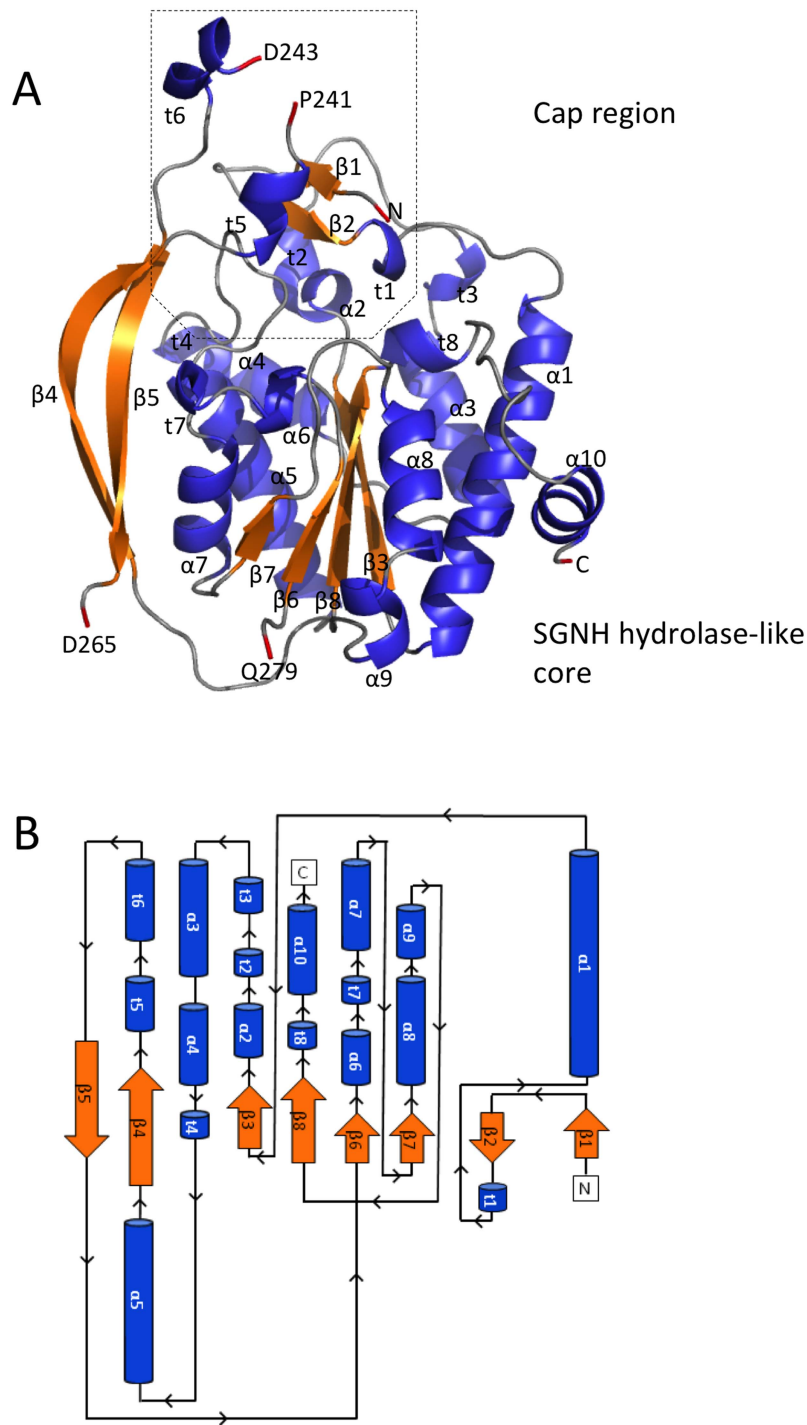 A
D243
P241
t6
Cap region
β1
N
t5
β2
t2
t1
t3
α2
t4
α4
t8
α1
β4
β5
t7
α6
α3
α8
α10
α5
α7
β7
β3
C
β6
β8
D265
Q279
α9
SGNH hydrolase-like
core
B
t6
α3
t3
C
α7
α9
α1
t5
α4
t2
α10
t7
α8
α2
t8
α6
β5
β4
t4
β3
β8
β6
β7
β2
β1
t1
N
α5